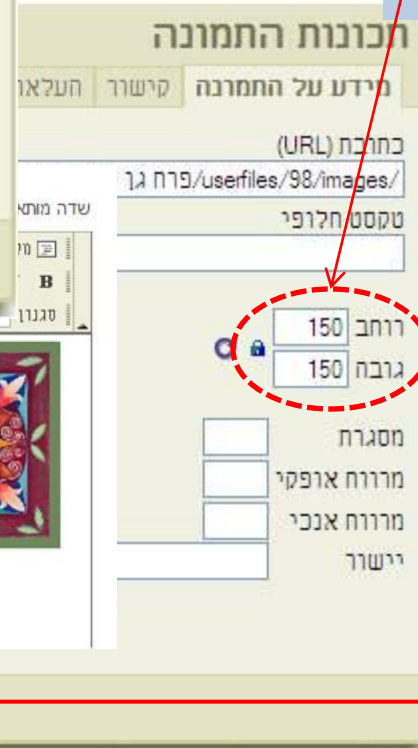 תכונות התמונה
מידע על התמונה
קישור
העלא
כתובת (URL)
/userfiles/98/images/פרח גן
שדה מותא
טקסט חלופי
B
סגנון
רוחב 150
גובה 150
מסגרת
מרווח אופקי
מרווח אנכי
יישור